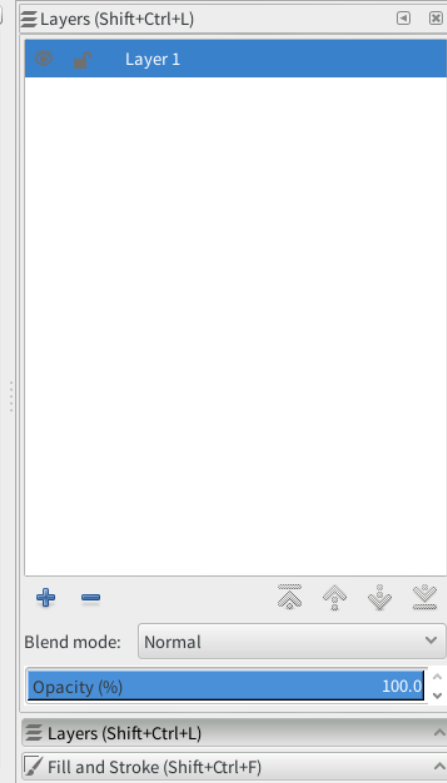 Layers (Shift+Ctrl+L)
Layer 1
Blend mode: Normal
Opacity (%) 100.0
Layers (Shift+Ctrl+L)
Fill and Stroke (Shift+Ctrl+F)